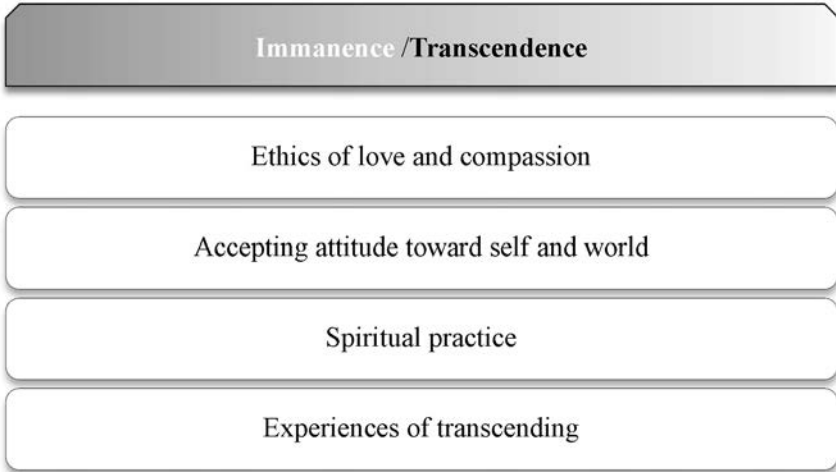 Immanence /Transcendence
Ethics of love and compassion
Accepting attitude toward self and world
Spiritual practice
Experiences of transcending